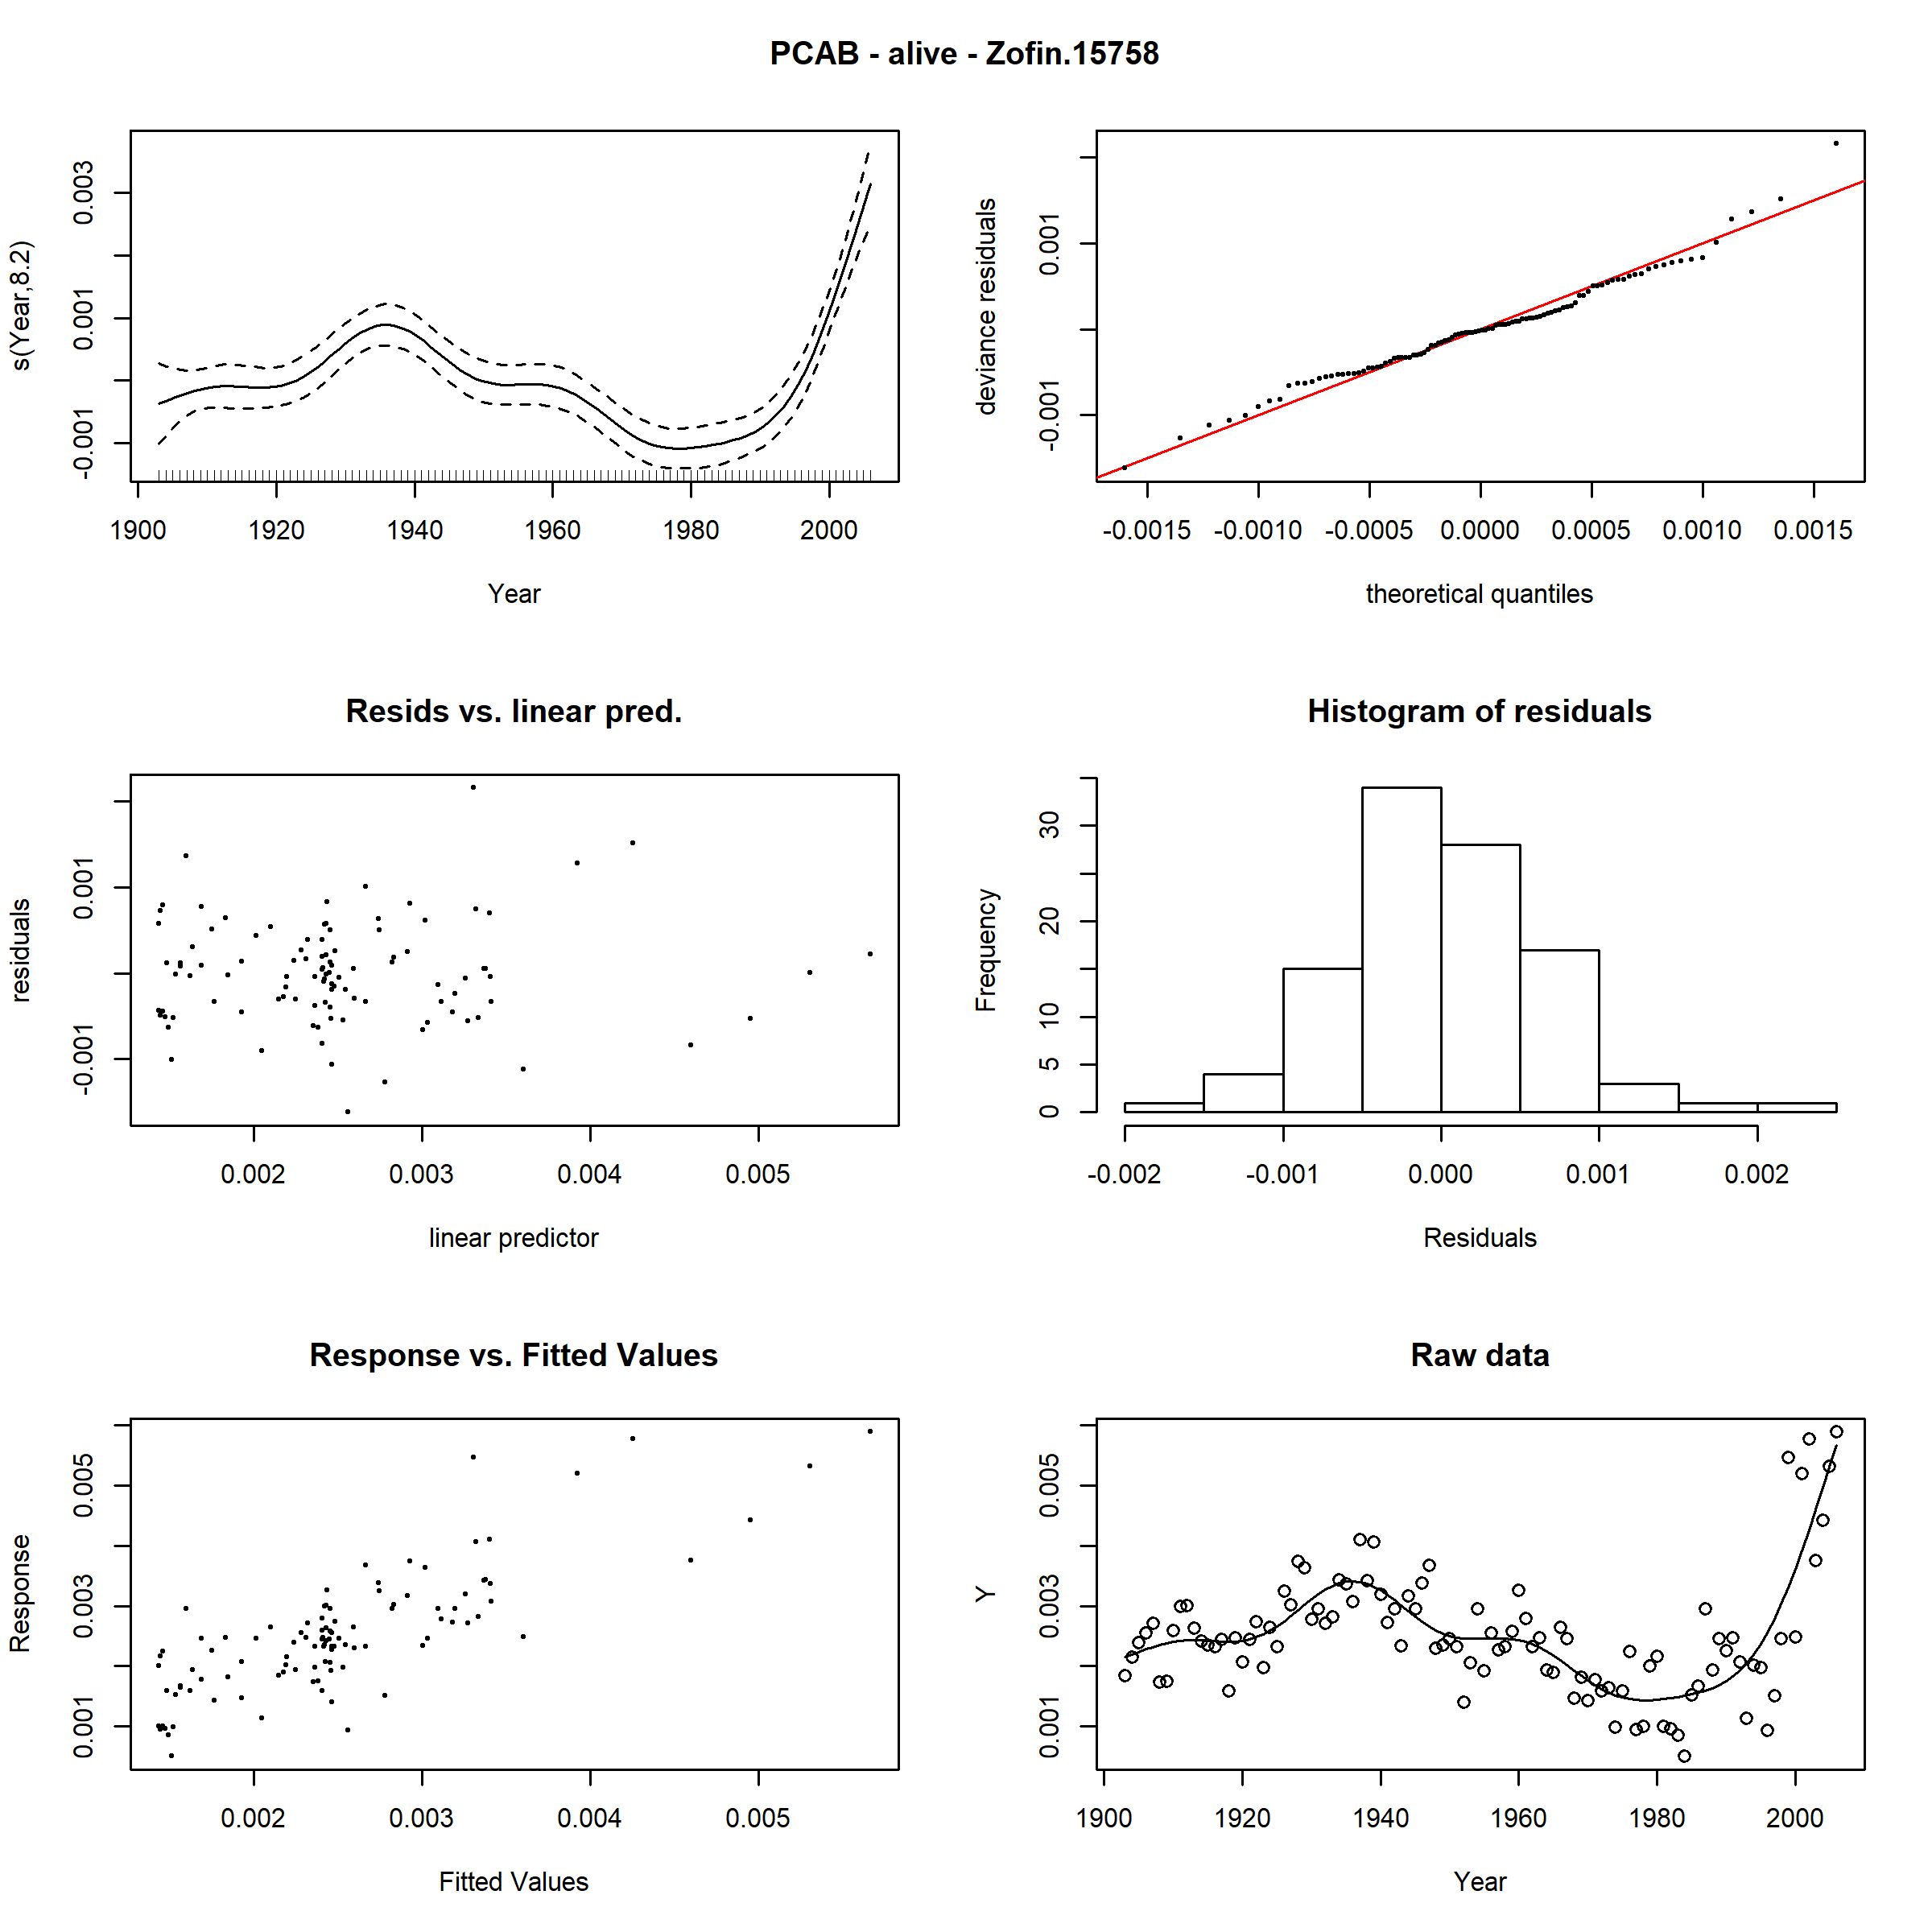 PCAB - alive - Zofin.15758
s(Year,8.2)
-0.001 0.001 0.003
1900 1920 1940 1960 1980 2000
Year
deviance residuals
-0.001 0.001
-0.0015 -0.0010 -0.0005 0.0000 0.0005 0.0010 0.0015
theoretical quantiles
Resids vs. linear pred.
residuals
-0.001 0.001
0.002 0.003 0.004 0.005
linear predictor
Histogram of residuals
Frequency
0 5 10 20 30
-0.002 -0.001 0.000 0.001 0.002
Residuals
Response vs. Fitted Values
Response
0.001 0.003 0.005
0.002 0.003 0.004 0.005
Fitted Values
Raw data
Y
0.001 0.003 0.005
1900 1920 1940 1960 1980 2000
Year